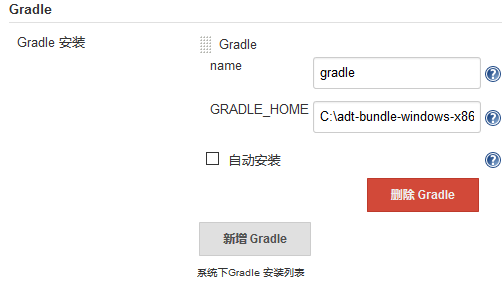 Gradle
Gradle 安装
Gradle
name
gradle
GRADLE_HOME
C:\adt-bundle-windows-x86
自动安装
删除 Gradle
新增 Gradle
系统下Gradle 安装列表